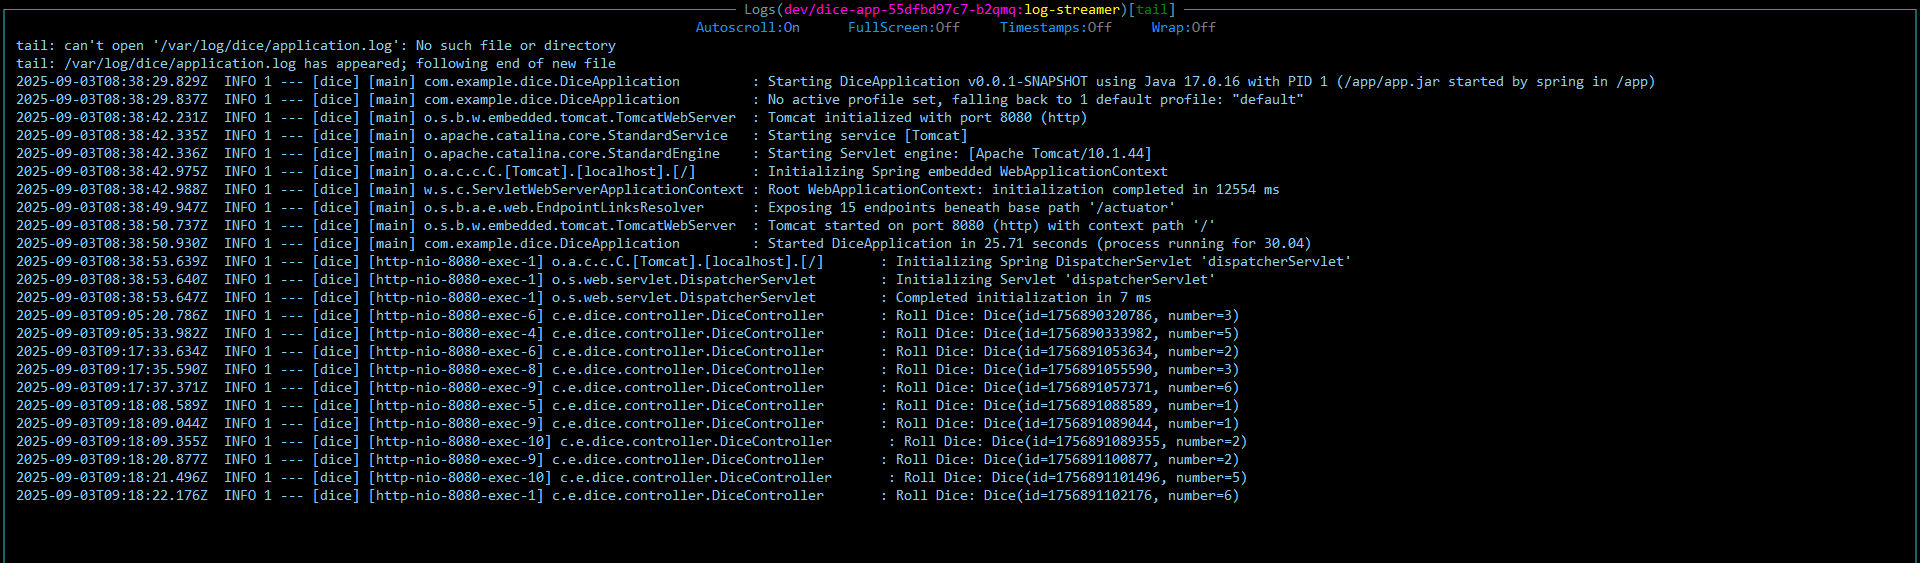 Logs(dev/dice-app-55dfbd97c7-b2qmq:log-streamer)[tail]
Autoscroll:On FullScreen:Off Timestamps:Off Wrap:Off
tail: can't open '/var/log/dice/application.log': No such file or directory
tail: /var/log/dice/application.log has appeared; following end of new file
2025-09-03T08:38:29.829Z  INFO 1 --- [dice] [main] com.example.dice.DiceApplication         : Starting DiceApplication v0.0.1-SNAPSHOT using Java 17.0.16 with PID 1 (/app/app.jar started by spring in /app)
2025-09-03T08:38:29.837Z  INFO 1 --- [dice] [main] com.example.dice.DiceApplication         : No active profile set, falling back to 1 default profile: "default"
2025-09-03T08:38:42.231Z  INFO 1 --- [dice] [main] o.s.b.w.embedded.tomcat.TomcatWebServer  : Tomcat initialized with port 8080 (http)
2025-09-03T08:38:42.335Z  INFO 1 --- [dice] [main] o.apache.catalina.core.StandardService   : Starting service [Tomcat]
2025-09-03T08:38:42.336Z  INFO 1 --- [dice] [main] o.apache.catalina.core.StandardEngine    : Starting Servlet engine: [Apache Tomcat/10.1.44]
2025-09-03T08:38:42.975Z  INFO 1 --- [dice] [main] o.a.c.c.C.[Tomcat].[localhost].[/]       : Initializing Spring embedded WebApplicationContext
2025-09-03T08:38:42.988Z  INFO 1 --- [dice] [main] w.s.c.ServletWebServerApplicationContext : Root WebApplicationContext: initialization completed in 12554 ms
2025-09-03T08:38:49.947Z  INFO 1 --- [dice] [main] o.s.b.a.e.web.EndpointLinksResolver      : Exposing 15 endpoints beneath base path '/actuator'
2025-09-03T08:38:50.737Z  INFO 1 --- [dice] [main] o.s.b.w.embedded.tomcat.TomcatWebServer  : Tomcat started on port 8080 (http) with context path '/'
2025-09-03T08:38:50.930Z  INFO 1 --- [dice] [main] com.example.dice.DiceApplication         : Started DiceApplication in 25.71 seconds (process running for 30.04)
2025-09-03T08:38:53.639Z  INFO 1 --- [dice] [http-nio-8080-exec-1] o.a.c.c.C.[Tomcat].[localhost].[/]       : Initializing Spring DispatcherServlet 'dispatcherServlet'
2025-09-03T08:38:53.640Z  INFO 1 --- [dice] [http-nio-8080-exec-1] o.s.web.servlet.DispatcherServlet        : Initializing Servlet 'dispatcherServlet'
2025-09-03T08:38:53.647Z  INFO 1 --- [dice] [http-nio-8080-exec-1] o.s.web.servlet.DispatcherServlet        : Completed initialization in 7 ms
2025-09-03T09:05:20.786Z  INFO 1 --- [dice] [http-nio-8080-exec-6] c.e.dice.controller.DiceController       : Roll Dice: Dice(id=1756890320786, number=3)
2025-09-03T09:05:33.982Z  INFO 1 --- [dice] [http-nio-8080-exec-4] c.e.dice.controller.DiceController       : Roll Dice: Dice(id=1756890333982, number=5)
2025-09-03T09:17:33.634Z  INFO 1 --- [dice] [http-nio-8080-exec-6] c.e.dice.controller.DiceController       : Roll Dice: Dice(id=1756891053634, number=2)
2025-09-03T09:17:35.590Z  INFO 1 --- [dice] [http-nio-8080-exec-8] c.e.dice.controller.DiceController       : Roll Dice: Dice(id=1756891055590, number=3)
2025-09-03T09:17:37.371Z  INFO 1 --- [dice] [http-nio-8080-exec-9] c.e.dice.controller.DiceController       : Roll Dice: Dice(id=1756891057371, number=6)
2025-09-03T09:18:08.589Z  INFO 1 --- [dice] [http-nio-8080-exec-5] c.e.dice.controller.DiceController       : Roll Dice: Dice(id=1756891088589, number=1)
2025-09-03T09:18:09.044Z  INFO 1 --- [dice] [http-nio-8080-exec-9] c.e.dice.controller.DiceController       : Roll Dice: Dice(id=1756891089044, number=1)
2025-09-03T09:18:09.355Z  INFO 1 --- [dice] [http-nio-8080-exec-10] c.e.dice.controller.DiceController       : Roll Dice: Dice(id=1756891089355, number=2)
2025-09-03T09:18:20.877Z  INFO 1 --- [dice] [http-nio-8080-exec-9] c.e.dice.controller.DiceController       : Roll Dice: Dice(id=1756891100877, number=2)
2025-09-03T09:18:21.496Z  INFO 1 --- [dice] [http-nio-8080-exec-10] c.e.dice.controller.DiceController       : Roll Dice: Dice(id=1756891101496, number=5)
2025-09-03T09:18:22.176Z  INFO 1 --- [dice] [http-nio-8080-exec-1] c.e.dice.controller.DiceController       : Roll Dice: Dice(id=1756891102176, number=6)